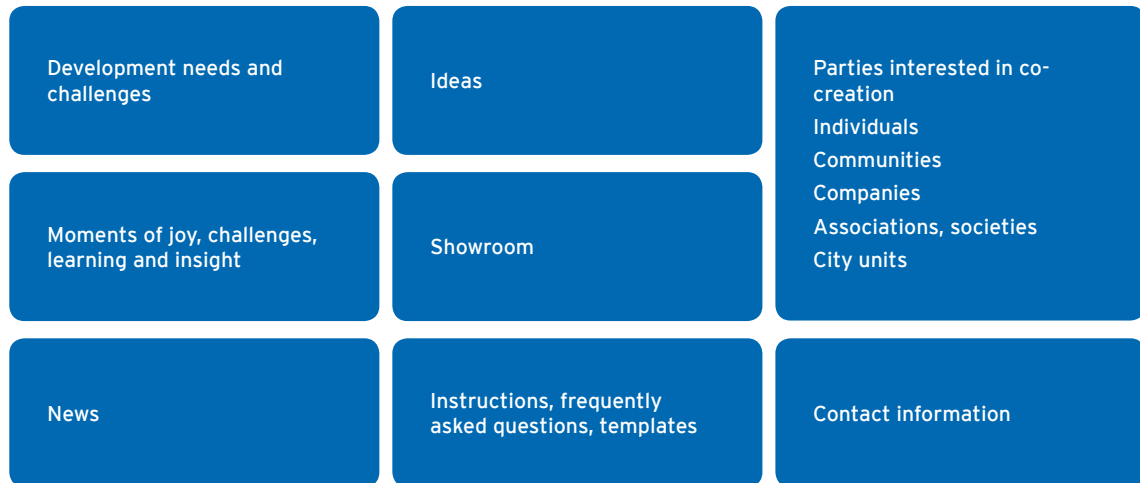 Development needs and
challenges
Ideas
Parties interested in co-
creation
Individuals
Communities
Companies
Associations, societies
City units
Moments of joy, challenges,
learning and insight
Showroom
News
Instructions, frequently
asked questions, templates
Contact information